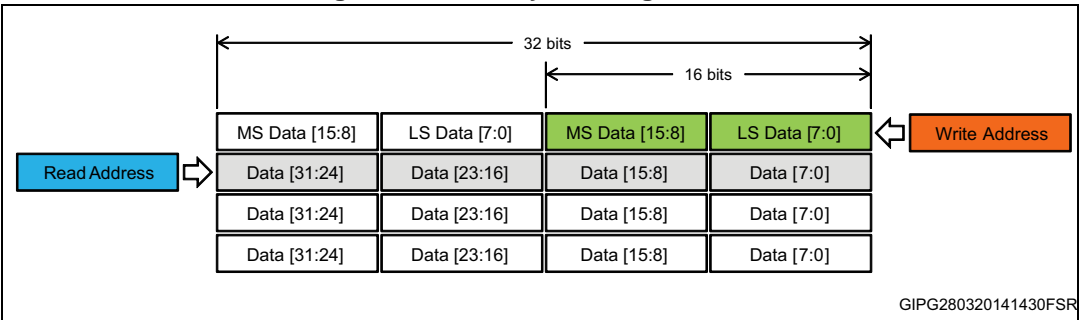 32 bits
16 bits
MS Data [15:8] LS Data [7:0] MS Data [15:8] LS Data [7:0] Write Address
Read Address Data [31:24] Data [23:16] Data [15:8] Data [7:0]
Data [31:24] Data [23:16] Data [15:8] Data [7:0]
Data [31:24] Data [23:16] Data [15:8] Data [7:0]
GIPG280320141430FSR